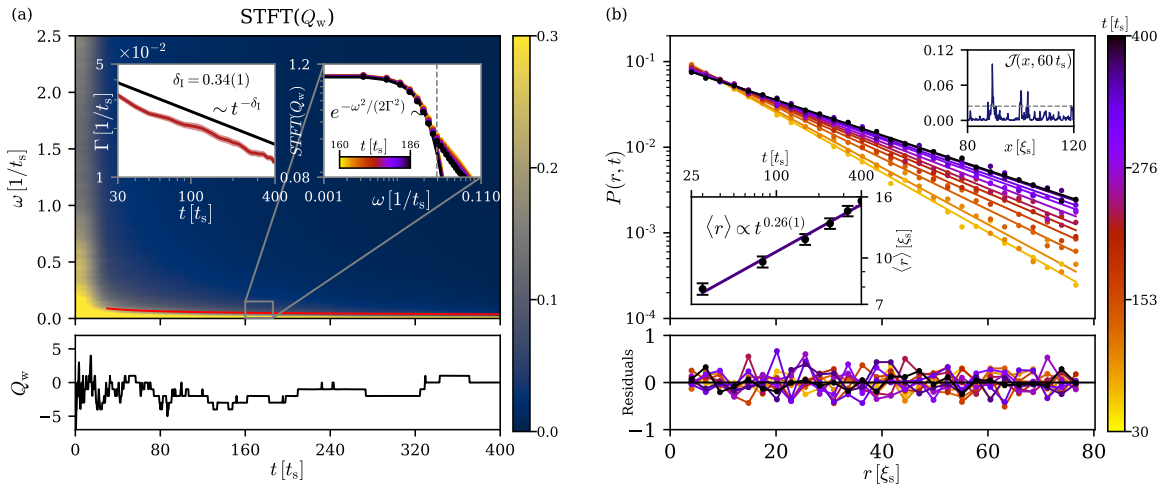 (a)
STFT(Q_w)
2.5
2.0
1.5
1.0
0.5
0.0
ω [1/t_s]
×10⁻²
5
1
Γ [1/t_s]
δ_I = 0.34(1)
~ t^{-δ_I}
30
100
400
t [t_s]
1.2
0.08
STFT(Q_w)
e^{-ω²/(2Γ²)} ~
t [t_s]
160
186
0.001
0.110
ω [1/t_s]
0.3
0.2
0.1
0.0
0
−5
Q_w
0
80
160
240
320
400
t [t_s]
(b)
10⁻¹
10⁻²
10⁻³
10⁻⁴
P(r, t)
0.12
0.06
0.00
𝒥(x, 60 t_s)
80
120
x [ξ_s]
t [t_s]
25
100
400
⟨r⟩ ∝ t^{0.26(1)}
16
10
7
⟨r⟩ [ξ_s]
1
0
−1
Residuals
0
20
40
60
80
r [ξ_s]
t [t_s]
400
276
153
30